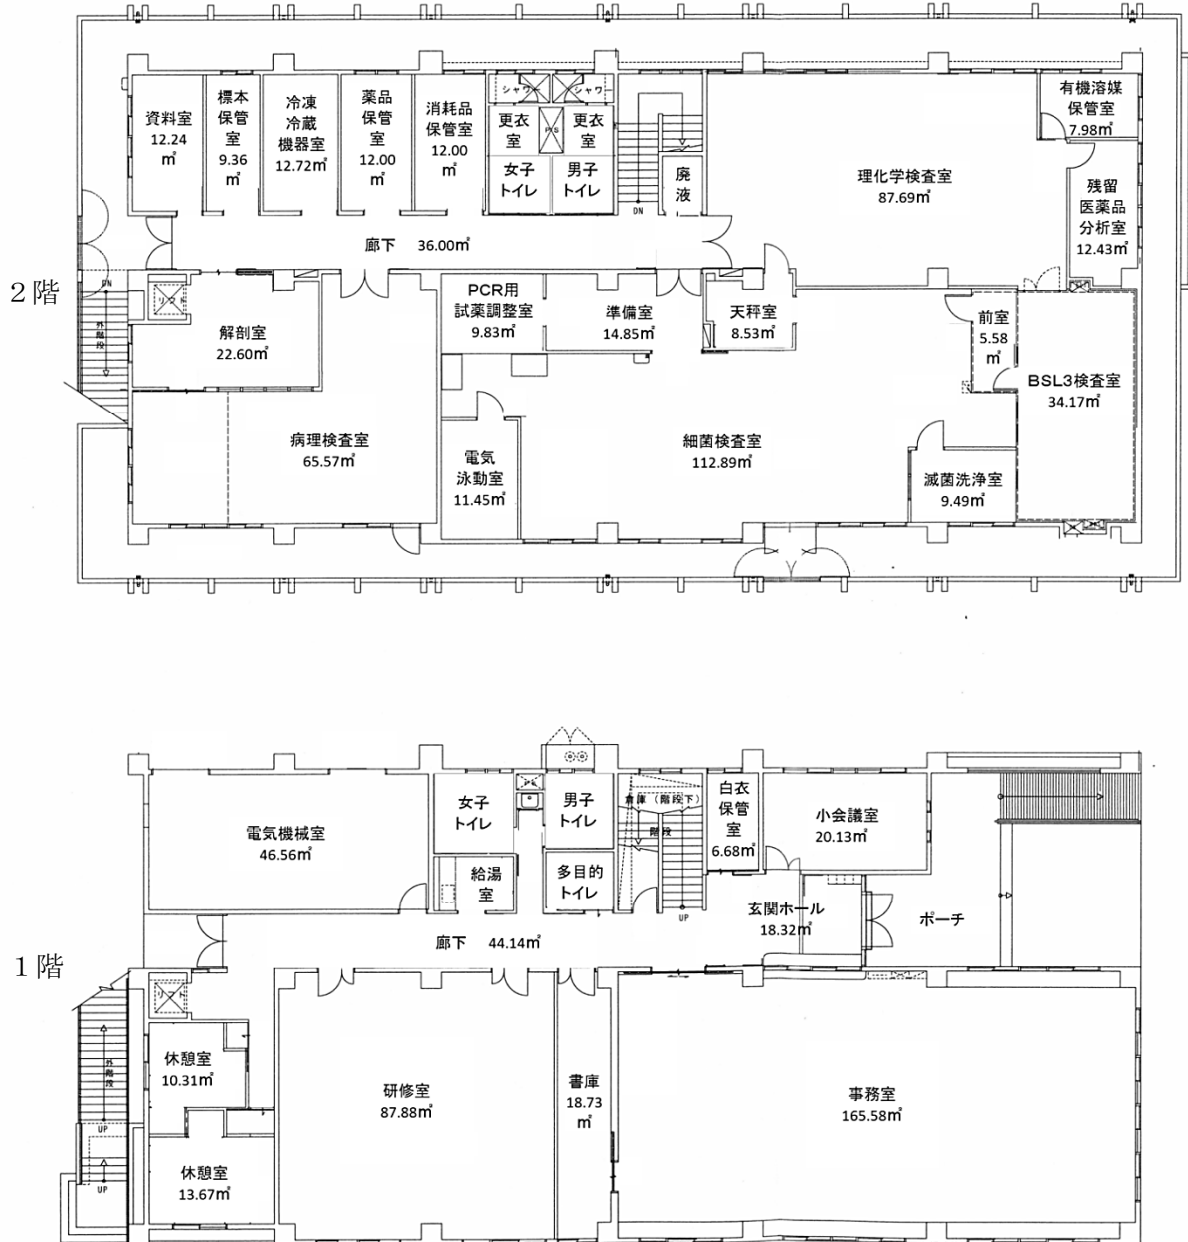 2階
資料室
12.24
㎡
標本
保管
室
9.36
㎡
冷凍
冷蔵
機器室
12.72㎡
薬品
保管
室
12.00
㎡
消耗品
保管室
12.00
㎡
シャワー
シャワー
更衣
室
PS
更衣
室
女子
トイレ
男子
トイレ
DN
廃
液
理化学検査室
87.69㎡
有機溶媒
保管室
7.98㎡
残留
医薬品
分析室
12.43㎡
廊下 36.00㎡
DN
外階段
リフト
解剖室
22.60㎡
病理検査室
65.57㎡
PCR用
試薬調整室
9.83㎡
準備室
14.85㎡
天秤室
8.53㎡
前室
5.58
㎡
BSL3検査室
34.17㎡
電気
泳動室
11.45㎡
細菌検査室
112.89㎡
滅菌洗浄室
9.49㎡
1階
電気機械室
46.56㎡
女子
トイレ
PS
男子
トイレ
給湯
室
多目的
トイレ
倉庫(階段下)
階段
UP
白衣
保管
室
6.68㎡
小会議室
20.13㎡
玄関ホール
18.32㎡
ポーチ
廊下 44.14㎡
リフト
外階段
UP
UP
休憩室
10.31㎡
休憩室
13.67㎡
研修室
87.88㎡
書庫
18.73
㎡
事務室
165.58㎡